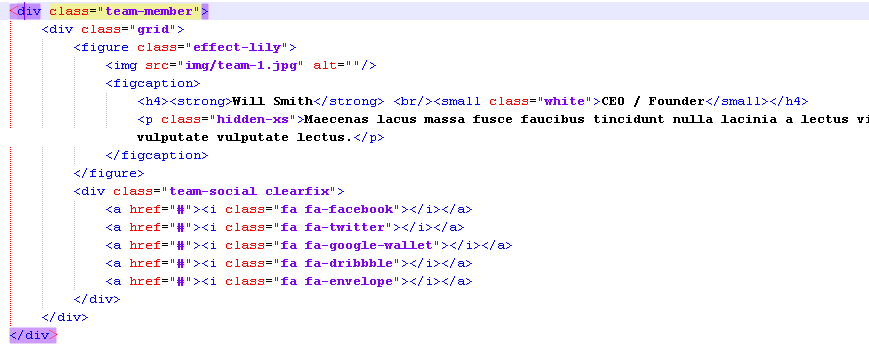 <div class="team-member">
<div class="grid">
<figure class="effect-lily">
<img src="img/team-1.jpg" alt=""/>
<figcaption>
<h4><strong>Will Smith</strong> <br/><small class="white">CEO / Founder</small></h4>
<p class="hidden-xs">Maecenas lacus massa fusce faucibus tincidunt nulla lacinia a lectus vi
vulputate vulputate lectus.</p>
</figcaption>
</figure>
<div class="team-social clearfix">
<a href="#"><i class="fa fa-facebook"></i></a>
<a href="#"><i class="fa fa-twitter"></i></a>
<a href="#"><i class="fa fa-google-wallet"></i></a>
<a href="#"><i class="fa fa-dribbble"></i></a>
<a href="#"><i class="fa fa-envelope"></i></a>
</div>
</div>
</div>